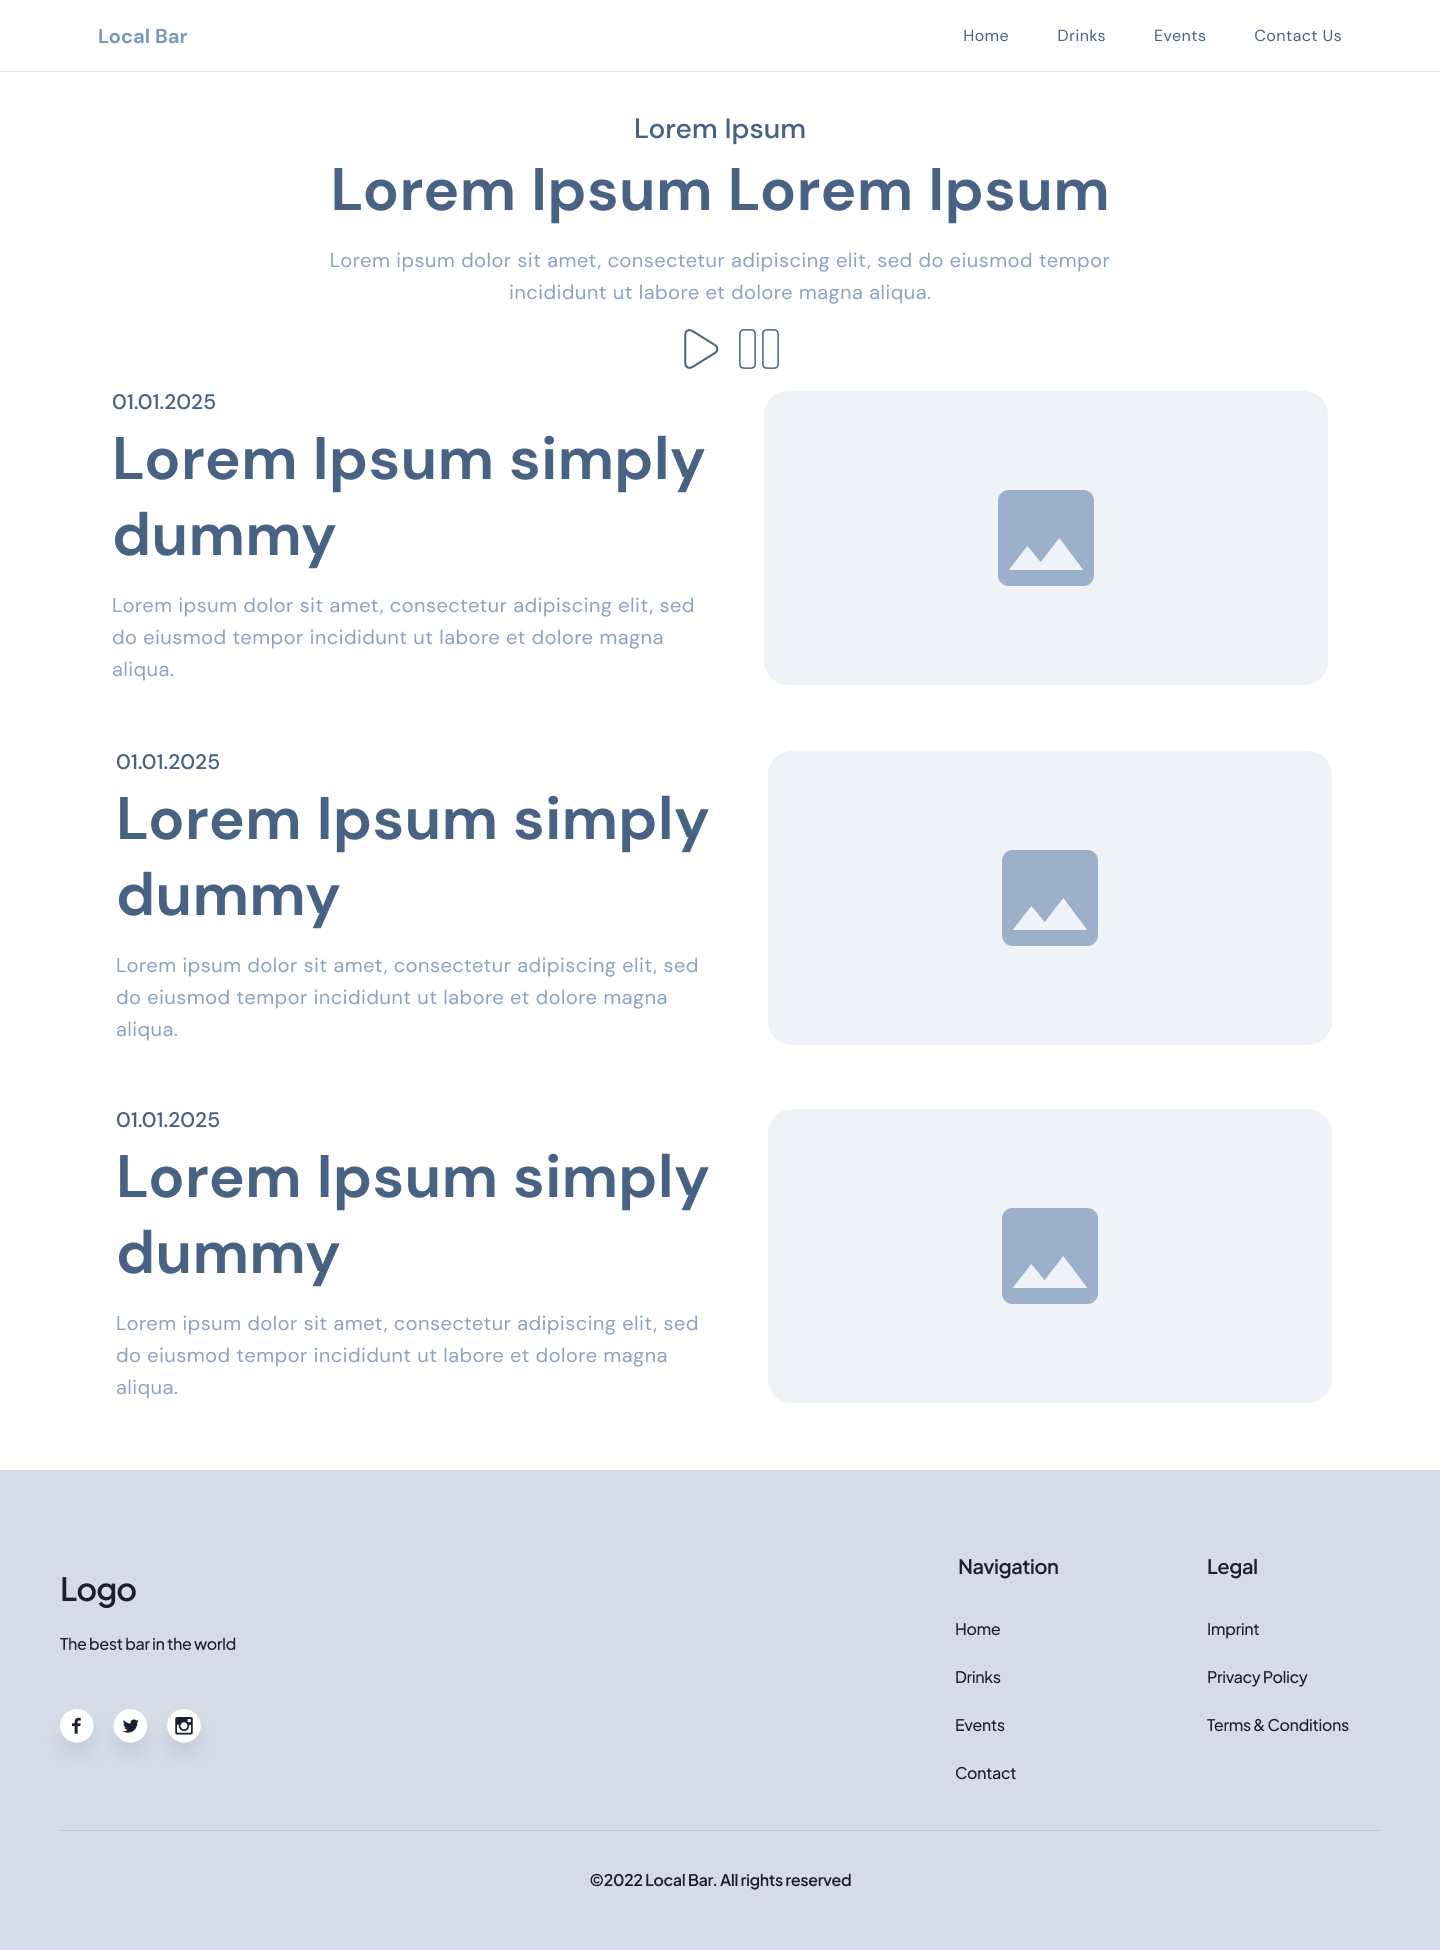 Local Bar
Home
Drinks
Events
Contact Us
Lorem Ipsum
Lorem Ipsum Lorem Ipsum
Lorem ipsum dolor sit amet, consectetur adipiscing elit, sed do eiusmod tempor
incididunt ut labore et dolore magna aliqua.
01.01.2025
Lorem Ipsum simply
dummy
Lorem ipsum dolor sit amet, consectetur adipiscing elit, sed
do eiusmod tempor incididunt ut labore et dolore magna
aliqua.
01.01.2025
Lorem Ipsum simply
dummy
Lorem ipsum dolor sit amet, consectetur adipiscing elit, sed
do eiusmod tempor incididunt ut labore et dolore magna
aliqua.
01.01.2025
Lorem Ipsum simply
dummy
Lorem ipsum dolor sit amet, consectetur adipiscing elit, sed
do eiusmod tempor incididunt ut labore et dolore magna
aliqua.
Logo
The best bar in the world
Navigation
Home
Drinks
Events
Contact
Legal
Imprint
Privacy Policy
Terms & Conditions
©2022 Local Bar. All rights reserved